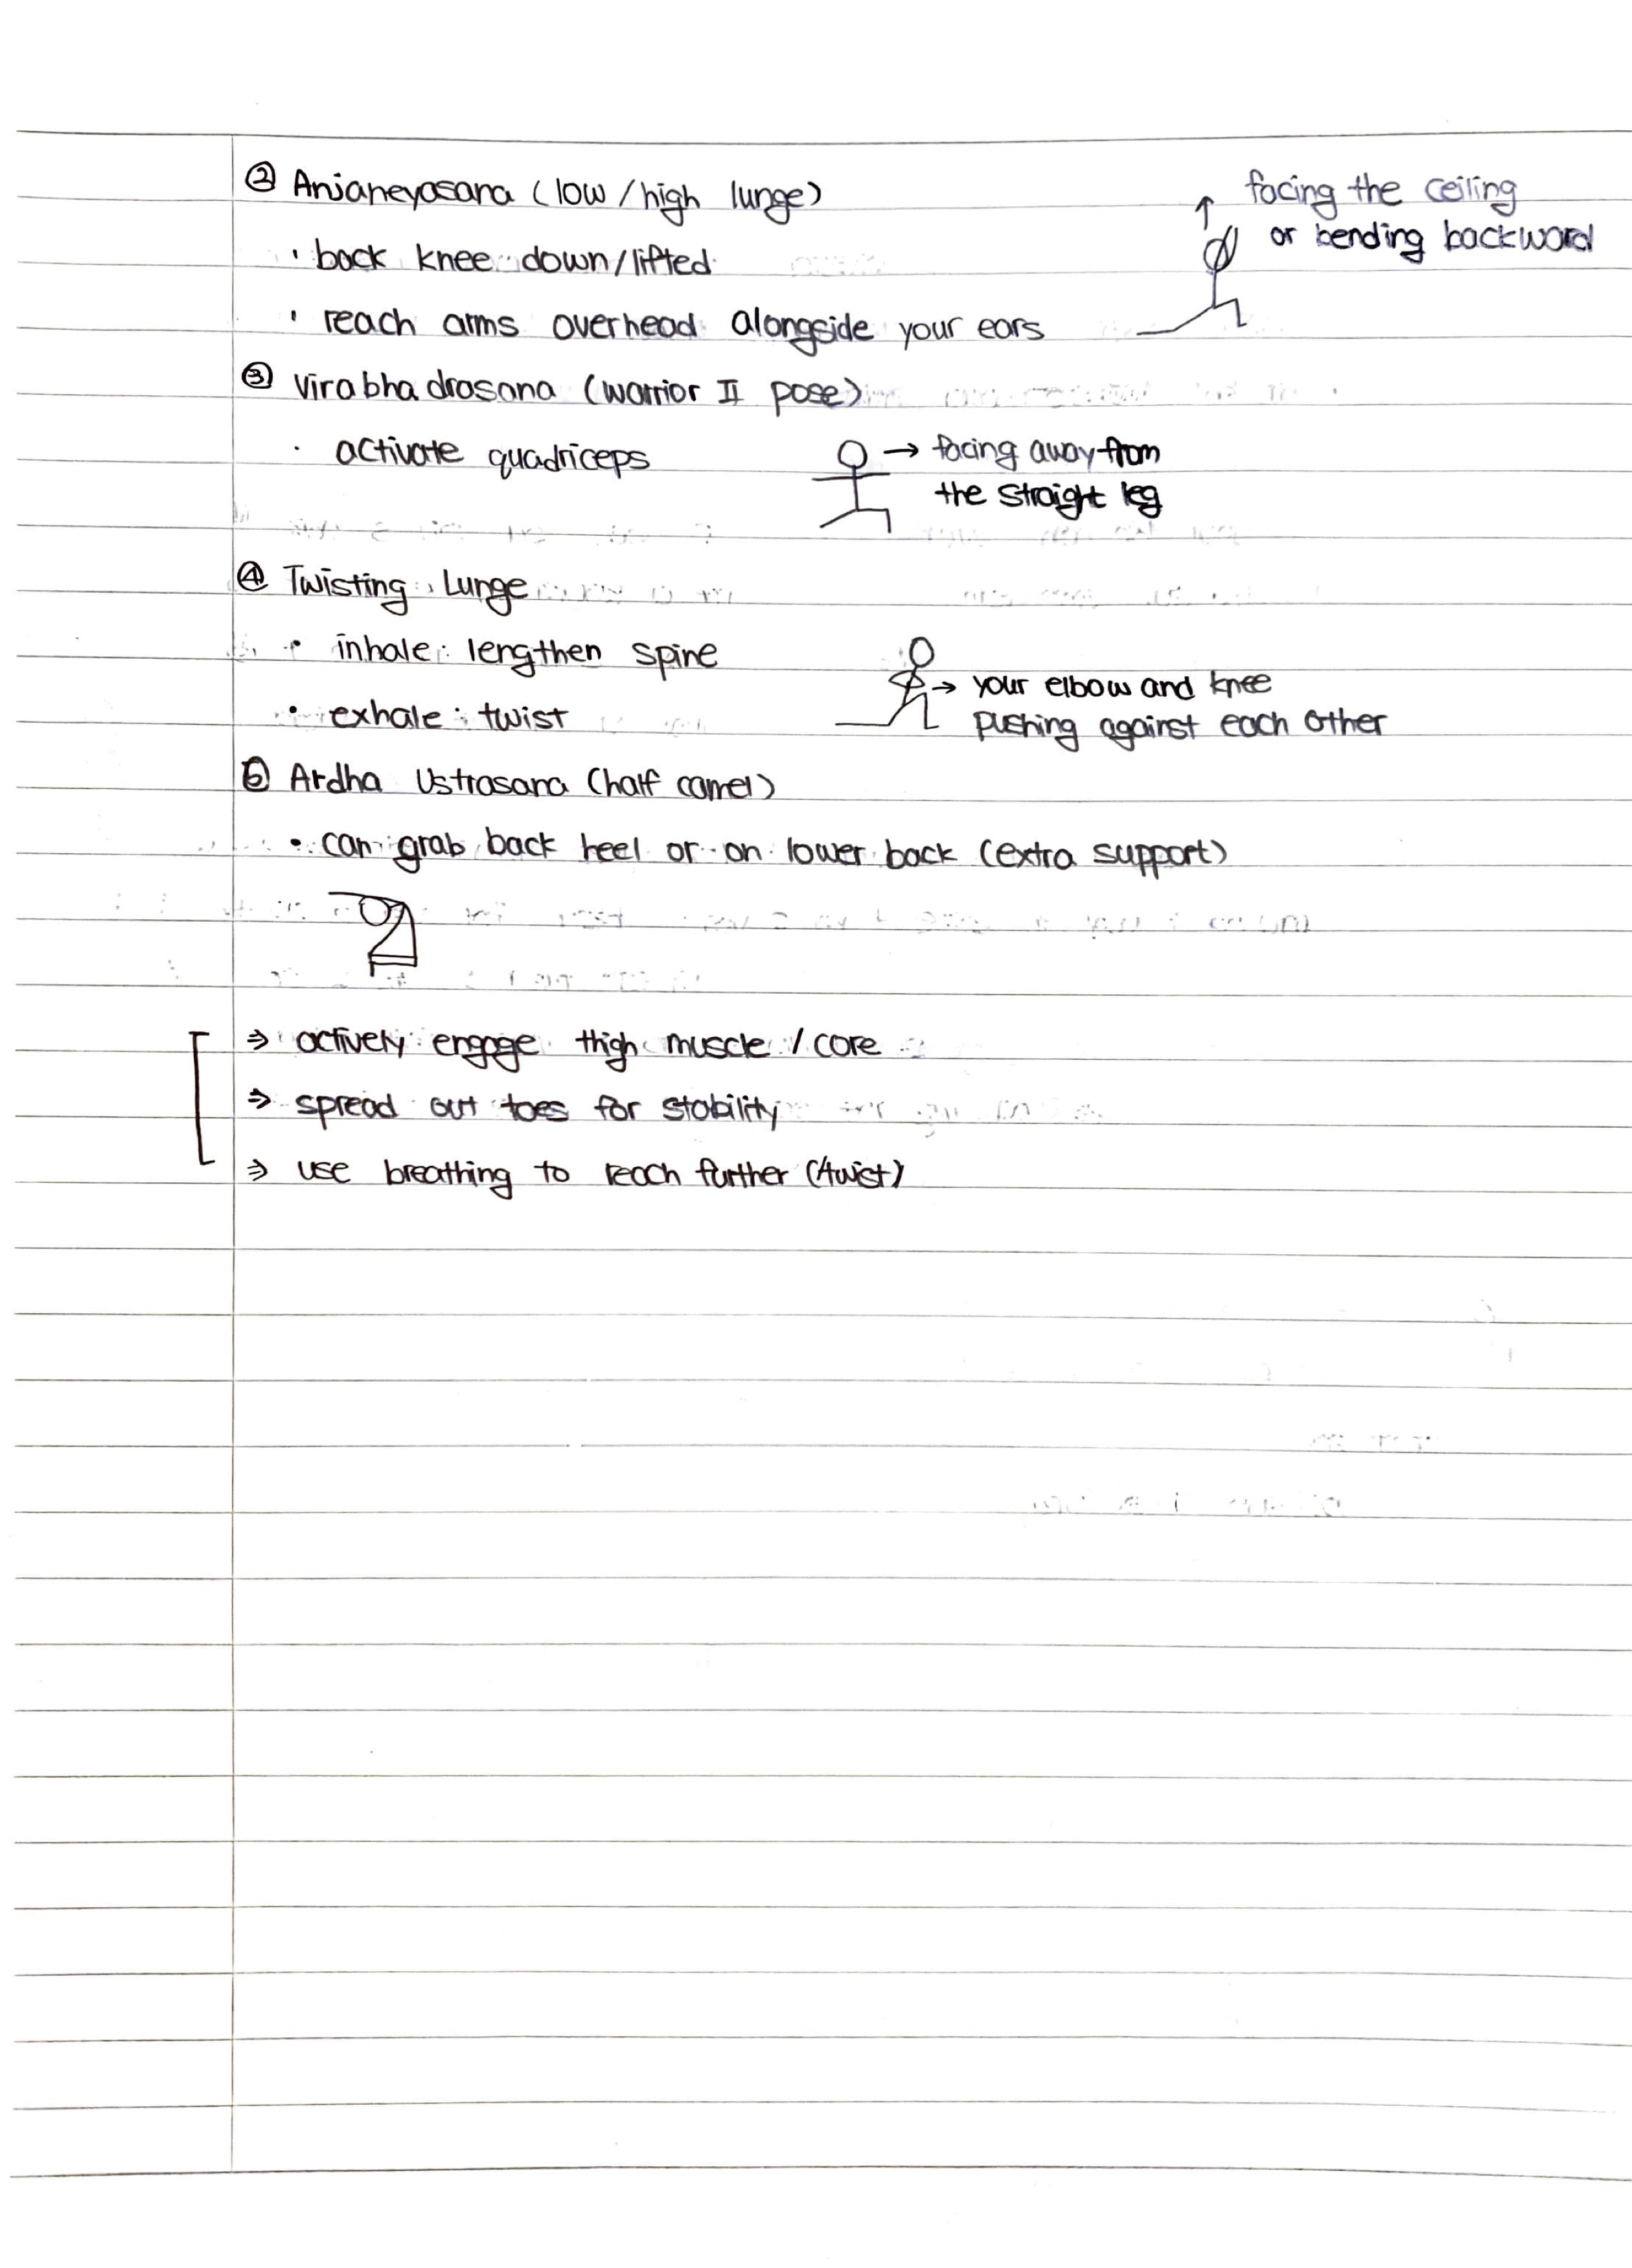 ② Anjaneyasana (low / high lunge)
facing the ceiling
or bending backward
· back knee down/lifted
· reach arms overhead alongside your ears
③ Virabhadrasana (warrior II pose)
· activate quadriceps
→ facing away from
the straight leg
④ Twisting Lunge
· inhale: lengthen spine
· exhale: twist
→ your elbow and knee
pushing against each other
⑤ Ardha Ustrasana (half camel)
· can grab back heel or on lower back (extra support)
⇒ actively engage thigh muscle / core
⇒ spread out toes for stability
⇒ use breathing to reach further (twist)